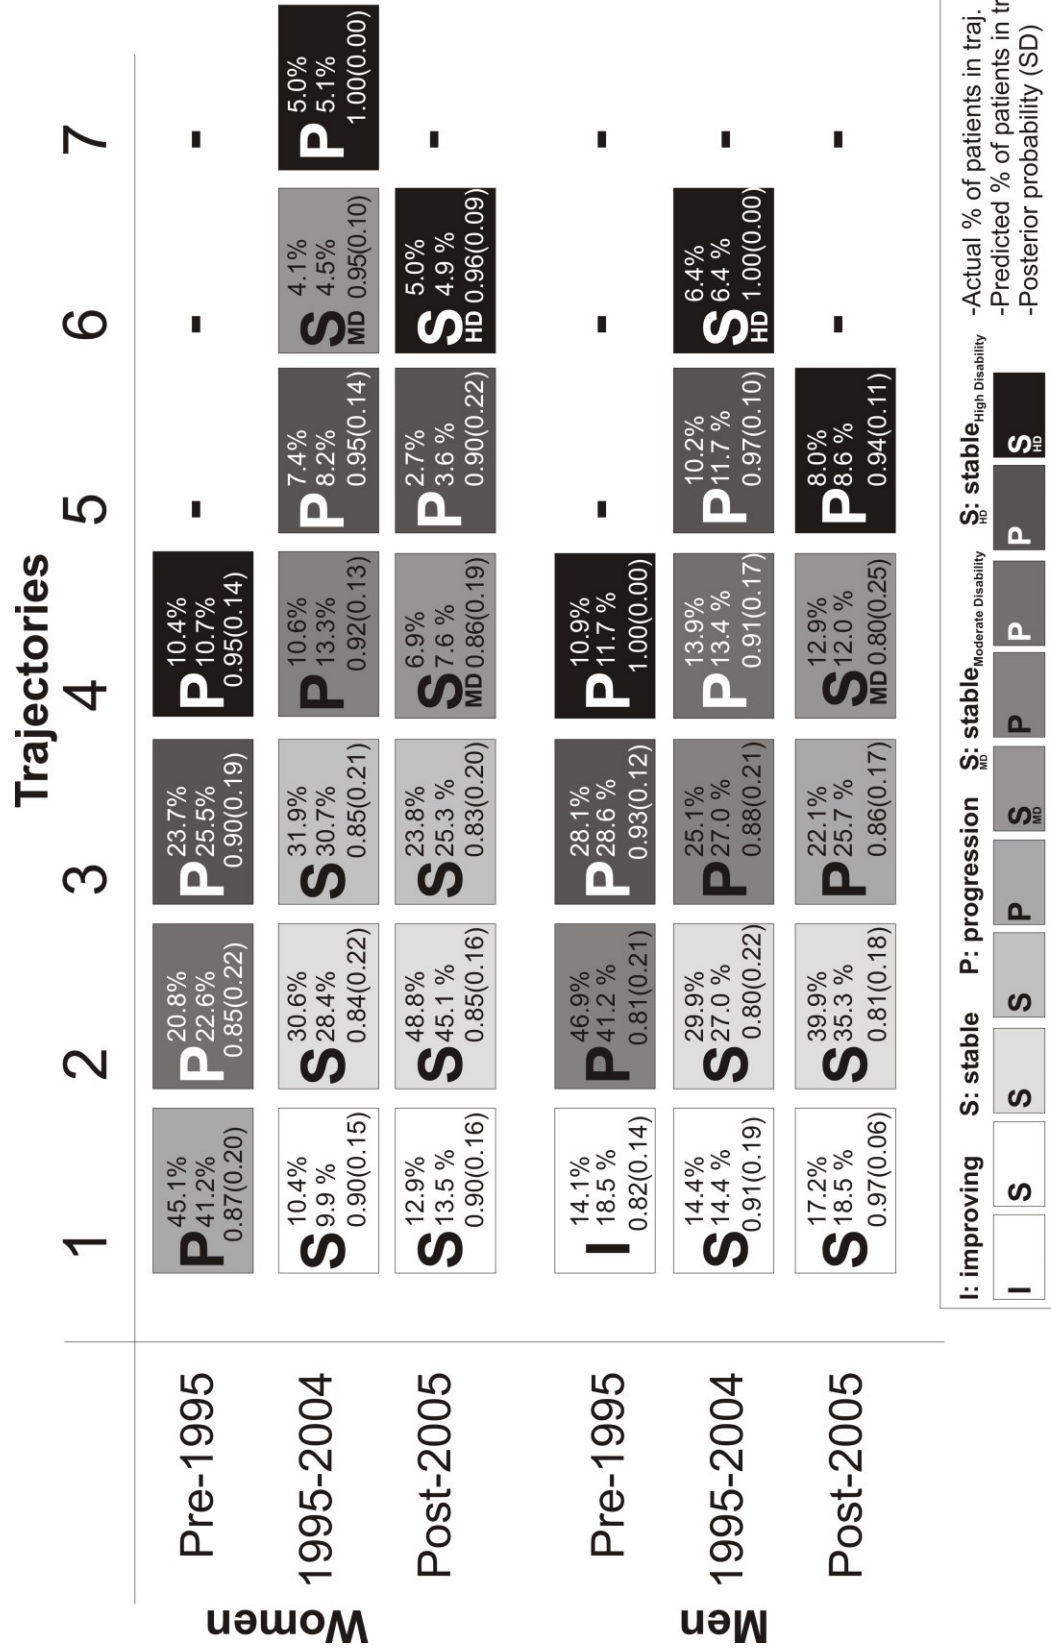 Trajectories
1 2 3 4 5 6 7
Women
Pre-1995
P 45.1%
41.2%
0.87(0.20)
P 20.8%
22.6%
0.85(0.22)
P 23.7%
25.5%
0.90(0.19)
P 10.4%
10.7%
0.95(0.14)
-
-
-
1995-2004
S 10.4%
9.9 %
0.90(0.15)
S 30.6%
28.4%
0.84(0.22)
S 31.9%
30.7%
0.85(0.21)
P 10.6%
13.3%
0.92(0.13)
P 7.4%
8.2%
0.95(0.14)
S 4.1%
4.5%
MD 0.95(0.10)
P 5.0%
5.1%
1.00(0.00)
Post-2005
S 12.9%
13.5 %
0.90(0.16)
S 48.8%
45.1 %
0.85(0.16)
S 23.8%
25.3 %
0.83(0.20)
S 6.9%
7.6 %
MD 0.86(0.19)
P 2.7%
3.6 %
0.90(0.22)
S 5.0%
4.9 %
HD 0.96(0.09)
-
Men
Pre-1995
I 14.1%
18.5 %
0.82(0.14)
P 46.9%
41.2 %
0.81(0.21)
P 28.1%
28.6 %
0.93(0.12)
P 10.9%
11.7 %
1.00(0.00)
-
-
-
1995-2004
S 14.4%
14.4 %
0.91(0.19)
S 29.9%
27.0 %
0.80(0.22)
P 25.1%
27.0 %
0.88(0.21)
P 13.9%
13.4 %
0.91(0.17)
P 10.2%
11.7 %
0.97(0.10)
S 6.4%
6.4 %
HD 1.00(0.00)
-
Post-2005
S 17.2%
18.5 %
0.97(0.06)
S 39.9%
35.3 %
0.81(0.18)
P 22.1%
25.7 %
0.86(0.17)
S 12.9%
12.0 %
MD 0.80(0.25)
P 8.0%
8.6 %
0.94(0.11)
-
-
I: improving S: stable P: progression S MD: stable Moderate Disability S HD: stable High Disability
I S S S P S MD P P P S HD
-Actual % of patients in traj.
-Predicted % of patients in tr
-Posterior probability (SD)